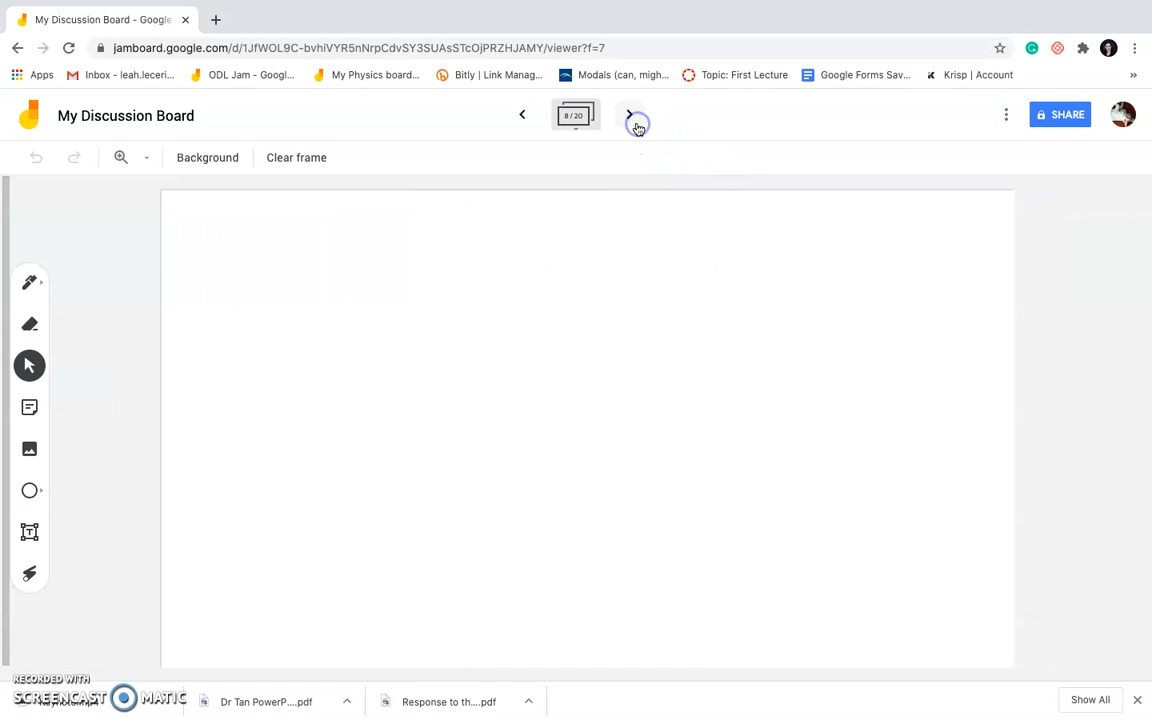 My Discussion Board - Google
jamboard.google.com/d/1JfWOL9C-bvhiVYR5nNrpCdvSY3SUAsSTcOjPRZHJAMY/viewer?f=7
Apps Inbox - leah.leceri... ODL Jam - Googl... My Physics board... Bitly | Link Manag... Modals (can, migh... Topic: First Lecture Google Forms Sav... Krisp | Account »
My Discussion Board 8 / 20 SHARE
Background Clear frame
T
RECORDED WITH
SCREENCAST MATIC
Dr Tan PowerP....pdf Response to th....pdf Show All